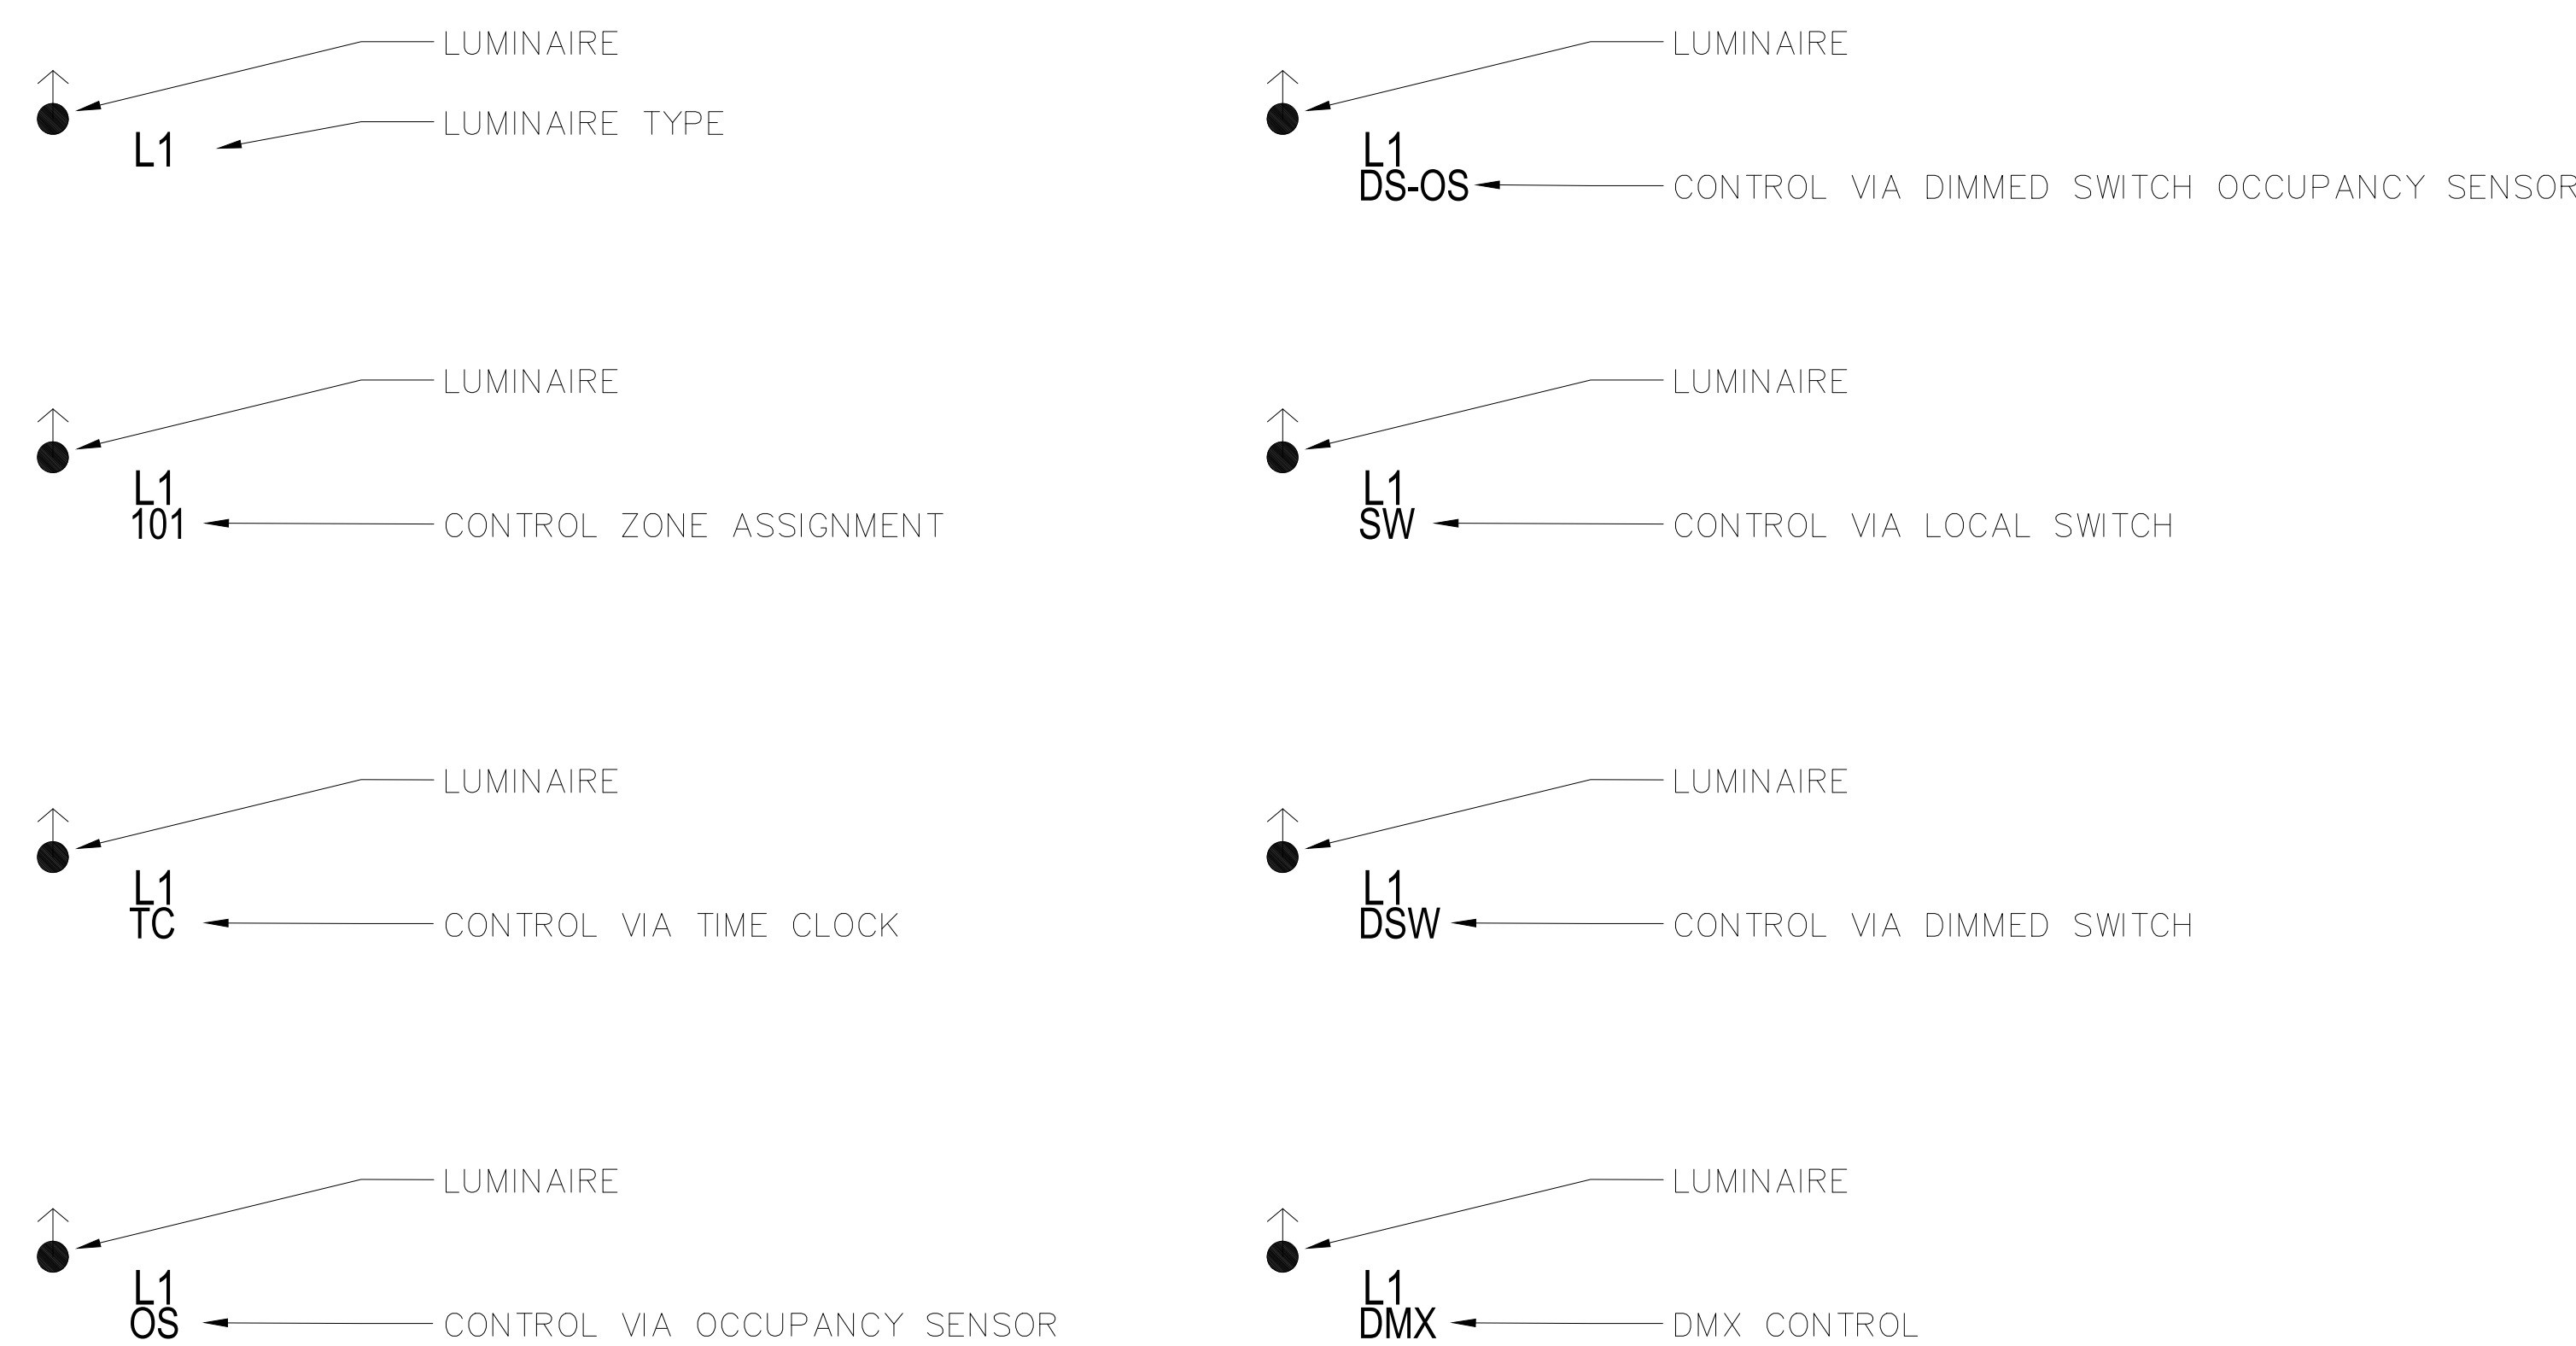 LUMINAIRE
LUMINAIRE TYPE
L1
LUMINAIRE
L1
DS-OS
CONTROL VIA DIMMED SWITCH OCCUPANCY SENSOR
LUMINAIRE
L1
101
CONTROL ZONE ASSIGNMENT
LUMINAIRE
L1
SW
CONTROL VIA LOCAL SWITCH
LUMINAIRE
L1
TC
CONTROL VIA TIME CLOCK
LUMINAIRE
L1
DSW
CONTROL VIA DIMMED SWITCH
LUMINAIRE
L1
OS
CONTROL VIA OCCUPANCY SENSOR
LUMINAIRE
L1
DMX
DMX CONTROL